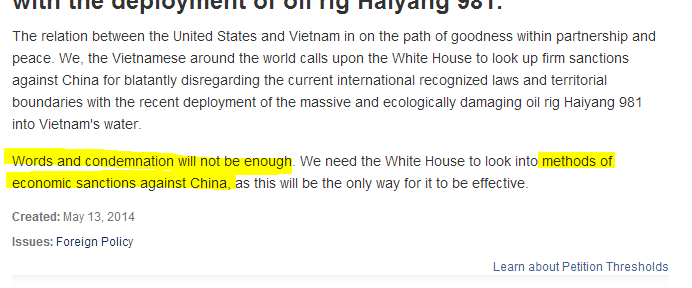 with the deployment of oil rig Haiyang 981.
The relation between the United States and Vietnam in on the path of goodness within partnership and
peace. We, the Vietnamese around the world calls upon the White House to look up firm sanctions
against China for blatantly disregarding the current international recognized laws and territorial
boundaries with the recent deployment of the massive and ecologically damaging oil rig Haiyang 981
into Vietnam's water.
Words and condemnation will not be enough. We need the White House to look into methods of
economic sanctions against China, as this will be the only way for it to be effective.
Created: May 13, 2014
Issues: Foreign Policy
Learn about Petition Thresholds